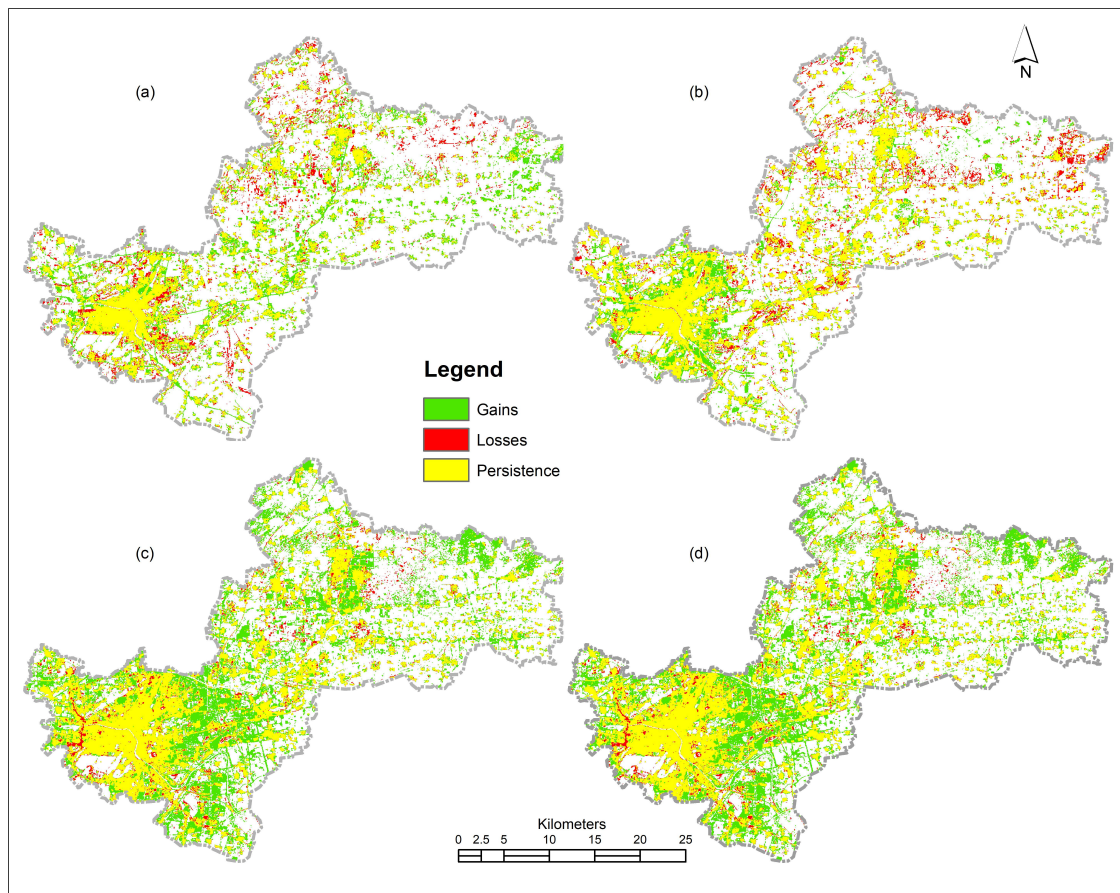 N
(a)
(b)
Legend
Gains
Losses
Persistence
(c)
(d)
Kilometers
0 2.5 5 10 15 20 25